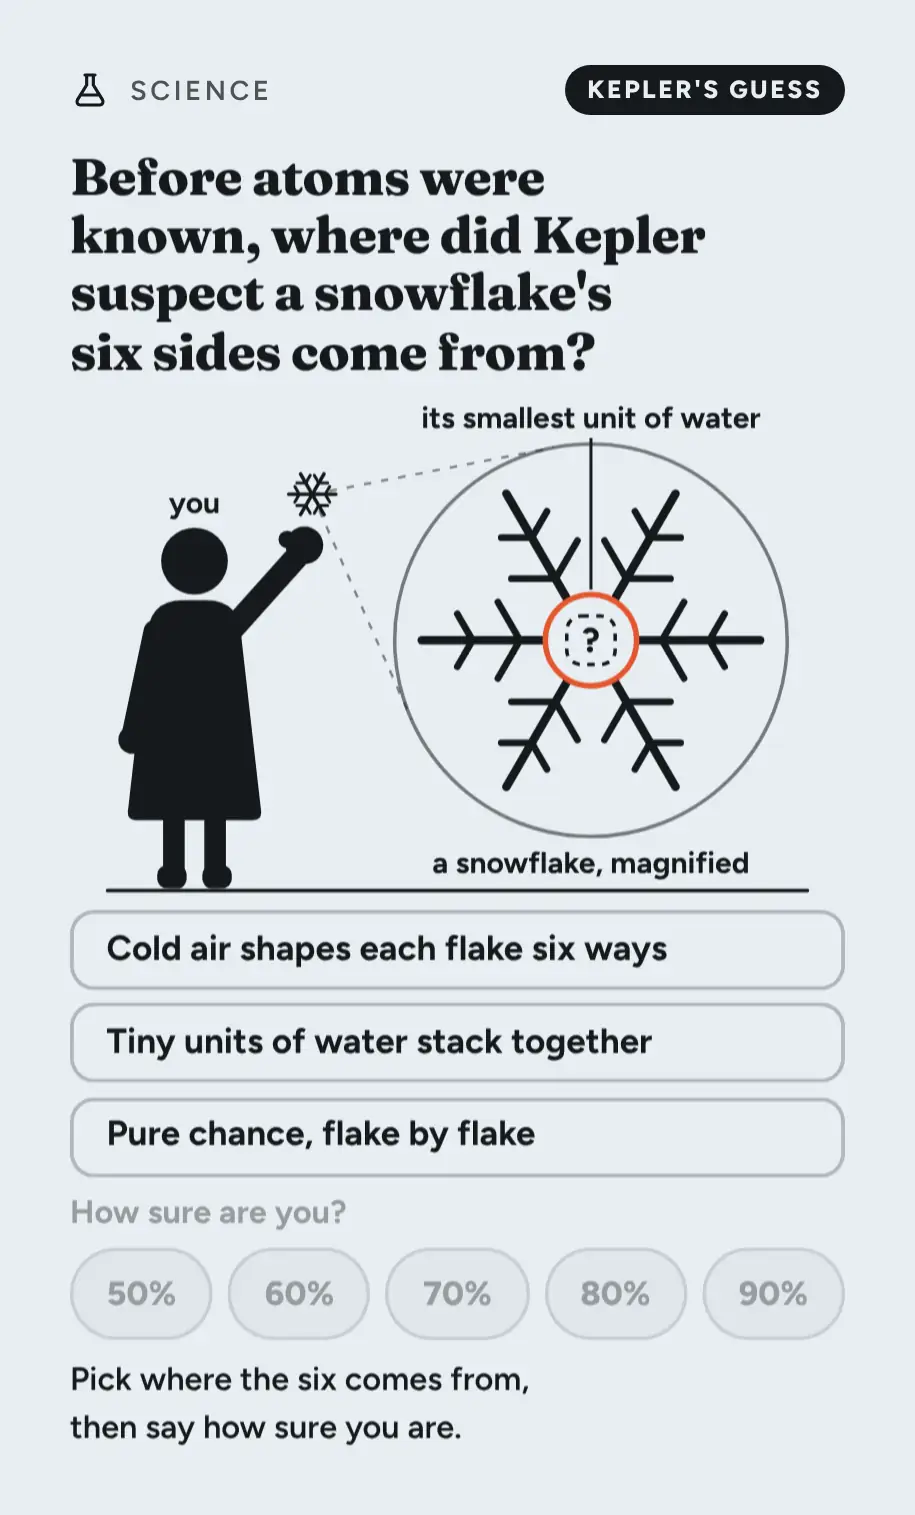 SCIENCE
KEPLER'S GUESS
Before atoms were
known, where did Kepler
suspect a snowflake's
six sides come from?
its smallest unit of water
you
?
a snowflake, magnified
Cold air shapes each flake six ways
Tiny units of water stack together
Pure chance, flake by flake
How sure are you?
50% 60% 70% 80% 90%
Pick where the six comes from,
then say how sure you are.